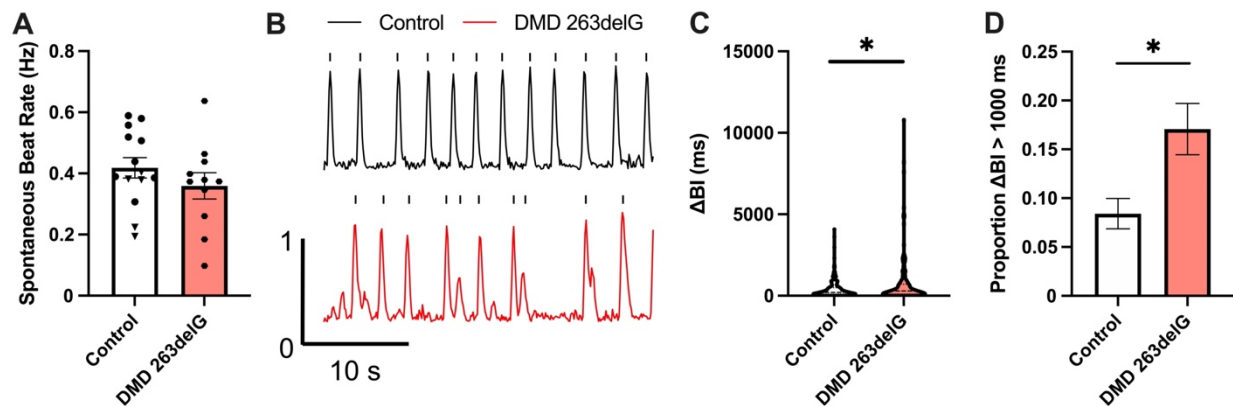 A
Spontaneous Beat Rate (Hz)
0.8
0.6
0.4
0.2
0
Control
DMD 263delG
B
Control
DMD 263delG
1
0
10 s
C
ΔBI (ms)
15000
10000
5000
0
*
Control
DMD 263delG
D
Proportion ΔBI > 1000 ms
0.25
0.20
0.15
0.10
0.05
0
*
Control
DMD 263delG